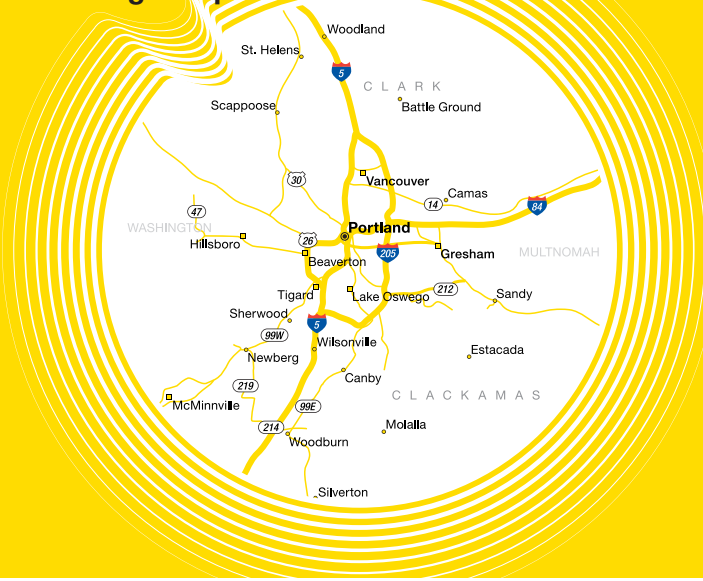 Woodland
St. Helens
5
CLARK
Scappoose
Battle Ground
30
Vancouver
Camas
47
14
84
WASHINGTON
Portland
26
Hillsboro
205
Gresham
MULTNOMAH
Beaverton
Tigard
Lake Oswego
212
Sandy
Sherwood
5
99W
Wilsonville
Newberg
Estacada
Canby
219
CLACKAMAS
McMinnville
99E
214
Molalla
Woodburn
Silverton